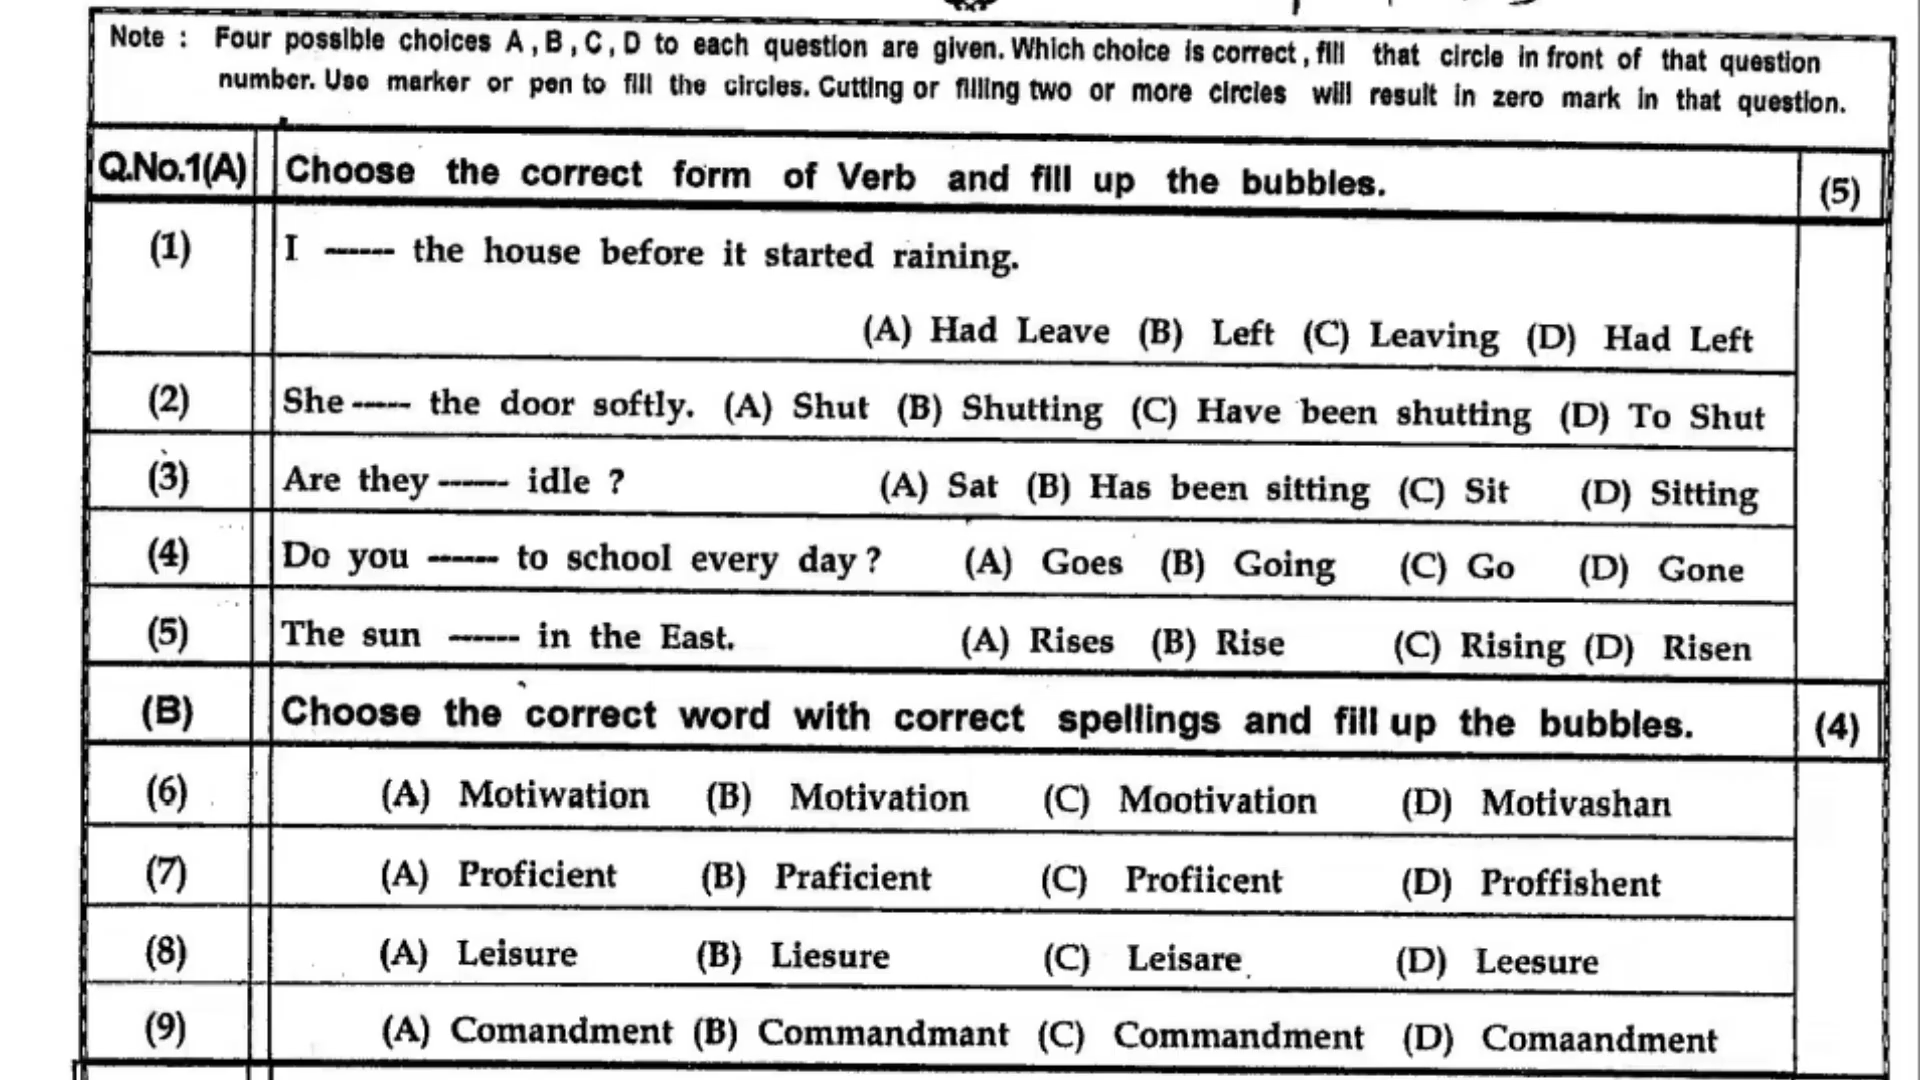 Note : Four possible choices A , B , C , D to each question are given. Which choice is correct , fill that circle in front of that question
number. Use marker or pen to fill the circles. Cutting or filling two or more circles will result in zero mark in that question.
Q.No.1(A) Choose the correct form of Verb and fill up the bubbles. (5)
(1) I ------ the house before it started raining.
(A) Had Leave (B) Left (C) Leaving (D) Had Left
(2) She ----- the door softly. (A) Shut (B) Shutting (C) Have been shutting (D) To Shut
(3) Are they ------ idle ? (A) Sat (B) Has been sitting (C) Sit (D) Sitting
(4) Do you ------ to school every day ? (A) Goes (B) Going (C) Go (D) Gone
(5) The sun ------ in the East. (A) Rises (B) Rise (C) Rising (D) Risen
(B) Choose the correct word with correct spellings and fill up the bubbles. (4)
(6) (A) Motiwation (B) Motivation (C) Mootivation (D) Motivashan
(7) (A) Proficient (B) Praficient (C) Profiicent (D) Proffishent
(8) (A) Leisure (B) Liesure (C) Leisare (D) Leesure
(9) (A) Comandment (B) Commandmant (C) Commandment (D) Comaandment